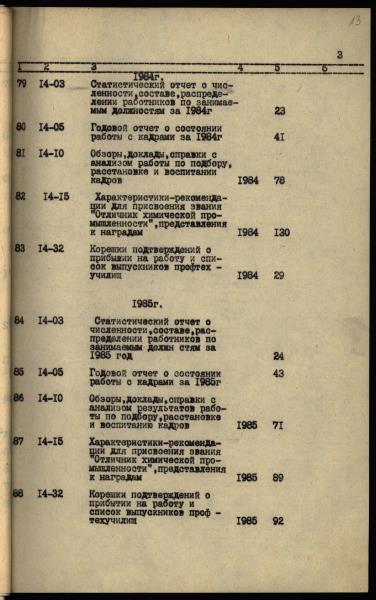 13
3
1 2 3 4 5 6
1984г.
79 14-03 Статистический отчет о чис-
ленности,составе,распреде-
лении работников по занимае-
мым должностям за 1984г 23
80 14-05 Годовой отчет о состоянии
работы с кадрами за 1984г 41
81 14-10 Обзоры,доклады,справки с
анализом работы по подбору,
расстановке и воспитании
кадров 1984 78
82 14-15 Характеристики-рекоменда-
ции для присвоения звания
"Отличник химической про-
мышленности",представления
к наградам 1984 130
83 14-32 Корешки подтверждений о
прибывии на работу и спи-
сок выпускников профтех -
училищ 1984 29
1985г.
84 14-03 Статистический отчет о
численности,составе,рас-
пределении работников по
занимаемым должн стям за
1985 год 24
85 14-05 Годовой отчет о состоянии 43
работы с кадрами за 1985г
86 14-10 Обзоры,доклады,справки с
анализом результатов рабо-
ты по подбору,расстановке
и воспитанию кадров 1985 71
87 14-15 Характеристики-рекоменда-
ции для присвоения звания
"Отличник химической про-
мышленности",представления
к наградам 1985 89
88 14-32 Корешки подтверждений о
прибытии на работу и
список выпускников проф -
техучилищ 1985 92